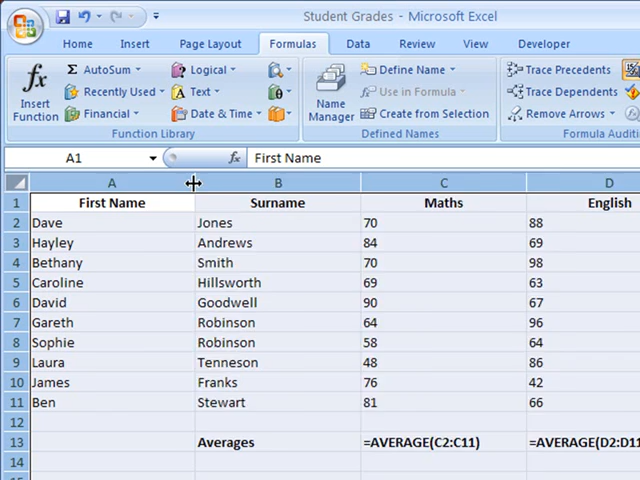 Student Grades - Microsoft Excel
Home Insert Page Layout Formulas Data Review View Developer
fx Insert Function
Σ AutoSum
Recently Used
Financial
Logical
Text
Date & Time
θ
Function Library
Name Manager
Define Name
Use in Formula
Create from Selection
Defined Names
Trace Precedents
Trace Dependents
Remove Arrows
Formula Audit
A1 fx First Name
A B C D
1 First Name Surname Maths English
2 Dave Jones 70 88
3 Hayley Andrews 84 69
4 Bethany Smith 70 98
5 Caroline Hillsworth 69 63
6 David Goodwell 90 67
7 Gareth Robinson 64 96
8 Sophie Robinson 58 64
9 Laura Tenneson 48 86
10 James Franks 76 42
11 Ben Stewart 81 66
12
13 Averages =AVERAGE(C2:C11) =AVERAGE(D2:D11
14